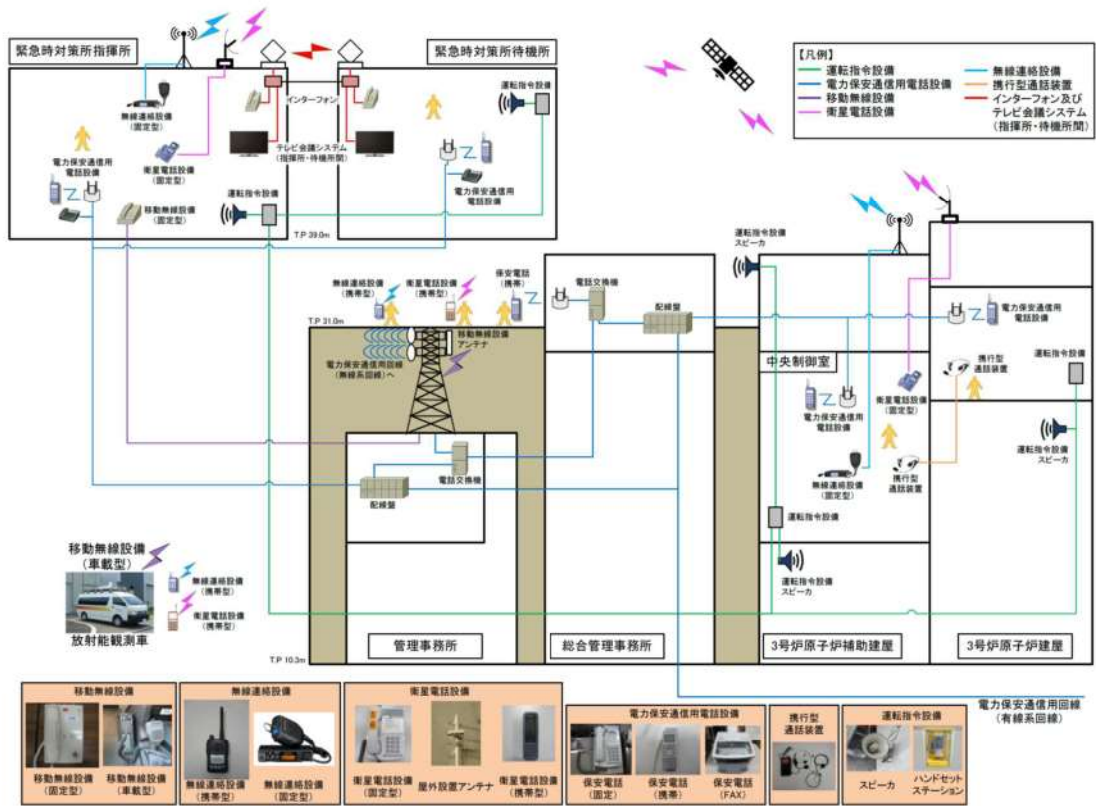 緊急時対策所指揮所
緊急時対策所待機所
【凡例】
運転指令設備
電力保安通信用電話設備
移動無線設備
衛星電話設備
無線連絡設備
携行型通話装置
インターフォン及び
テレビ会議システム
(指揮所・待機所間)
無線連絡設備
(固定型)
インターフォン
運転指令設備
電力保安通信用
電話設備
衛星電話設備
(固定型)
テレビ会議システム
(指揮所・待機所間)
電力保安通信用
電話設備
移動無線設備
(固定型)
運転指令設備
T.P 39.0m
運転指令設備
スピーカ
無線連絡設備
(携帯型)
衛星電話設備
(携帯型)
保安電話
(携帯)
電話交換機
配線盤
電力保安通信用
電話設備
T.P 31.0m
移動無線設備
アンテナ
電力保安通信用回線
(無線系回線)へ
中央制御室
携行型
通話装置
運転指令設備
衛星電話設備
(固定型)
電力保安通信用
電話設備
運転指令設備
スピーカ
電話交換機
配線盤
無線連絡設備
(固定型)
携行型
通話装置
運転指令設備
移動無線設備
(車載型)
無線連絡設備
(携帯型)
衛星電話設備
(携帯型)
放射能観測車
運転指令設備
スピーカ
管理事務所
総合管理事務所
3号炉原子炉補助建屋
3号炉原子炉建屋
T.P 10.3m
電力保安通信用回線
(有線系回線)
移動無線設備
移動無線設備
(固定型)
移動無線設備
(車載型)
無線連絡設備
無線連絡設備
(携帯型)
無線連絡設備
(固定型)
衛星電話設備
衛星電話設備
(固定型)
屋外設置アンテナ
衛星電話設備
(携帯型)
電力保安通信用電話設備
保安電話
(固定)
保安電話
(携帯)
保安電話
(FAX)
携行型
通話装置
運転指令設備
スピーカ
ハンドセット
ステーション